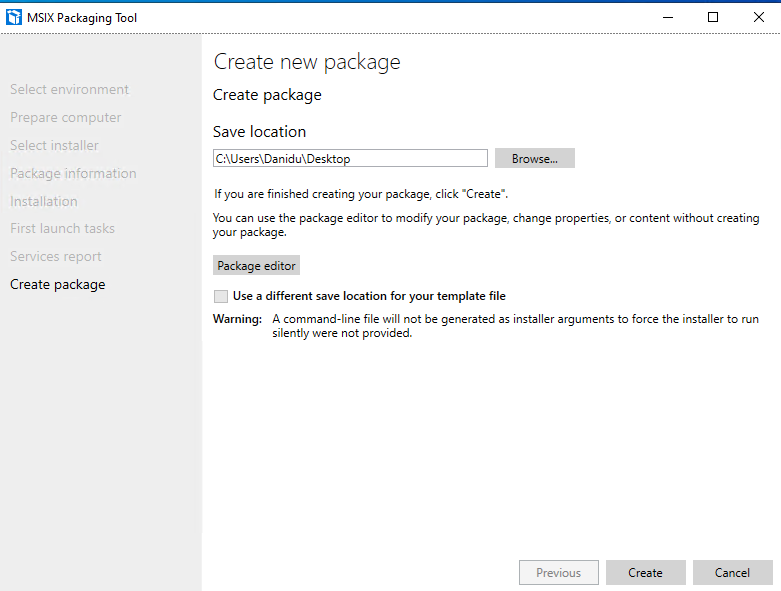 MSIX Packaging Tool
Select environment
Prepare computer
Select installer
Package information
Installation
First launch tasks
Services report
Create package
Create new package
Create package
Save location
C:\Users\Danidu\Desktop
Browse...
If you are finished creating your package, click "Create".
You can use the package editor to modify your package, change properties, or content without creating
your package.
Package editor
Use a different save location for your template file
Warning: A command-line file will not be generated as installer arguments to force the installer to run
silently were not provided.
Previous Create Cancel